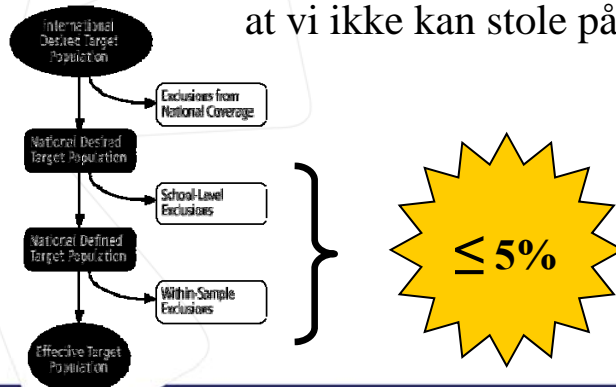 at vi ikke kan stole på
International
Desired Target
Population
Exclusions from
National Coverage
National Desired
Target Population
School-Level
Exclusions
National Defined
Target Population
Within-Sample
Exclusions
Effective Target
Population
≤ 5%